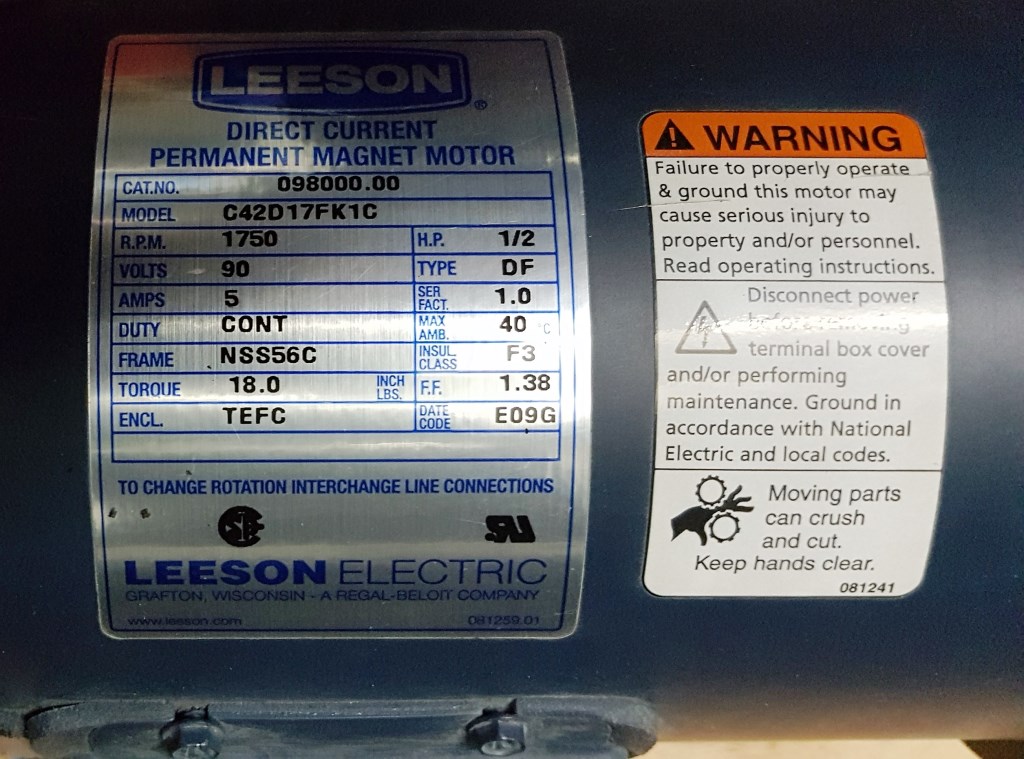 LEESON ®
DIRECT CURRENT
PERMANENT MAGNET MOTOR
CAT.NO. 098000.00
MODEL C42D17FK1C
R.P.M. 1750 H.P. 1/2
VOLTS 90 TYPE DF
AMPS 5 SER FACT. 1.0
DUTY CONT MAX AMB. 40 °C
FRAME NSS56C INSUL CLASS F3
TORQUE 18.0 INCH LBS. F.F. 1.38
ENCL. TEFC DATE CODE E09G
TO CHANGE ROTATION INTERCHANGE LINE CONNECTIONS
LEESON ELECTRIC
GRAFTON, WISCONSIN - A REGAL-BELOIT COMPANY
www.leeson.com 081259.01
WARNING
Failure to properly operate
& ground this motor may
cause serious injury to
property and/or personnel.
Read operating instructions.
Disconnect power
before removing
terminal box cover
and/or performing
maintenance. Ground in
accordance with National
Electric and local codes.
Moving parts
can crush
and cut.
Keep hands clear.
081241